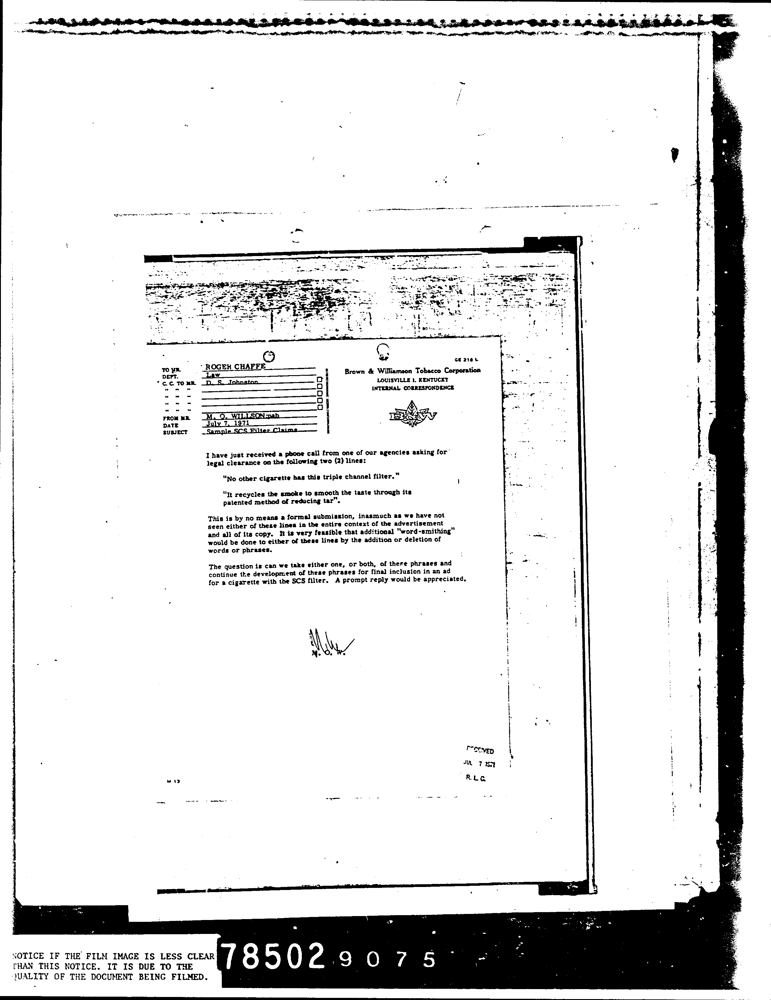 GE 218 L
TO MR. ROGER CHAFFE
DEPT. Law
C. C. TO MR. D. S. Johnston
Brown & Williamson Tobacco Corporation
LOUISVILLE 1, KENTUCKY
INTERNAL CORRESPONDENCE
FROM MR. M. O. WILLSON:pah
DATE July 7, 1971
SUBJECT Sample SCS Filter Claims
B&W
I have just received a phone call from one of our agencies asking for
legal clearance on the following two (2) lines:
"No other cigarette has this triple channel filter."
"It recycles the smoke to smooth the taste through its
patented method of reducing tar".
This is by no means a formal submission, inasmuch as we have not
seen either of these lines in the entire context of the advertisement
and all of its copy. It is very feasible that additional "word-smithing"
would be done to either of these lines by the addition or deletion of
words or phrases.
The question is can we take either one, or both, of these phrases and
continue the development of these phrases for final inclusion in an ad
for a cigarette with the SCS filter. A prompt reply would be appreciated.
M. O. W.
RECEIVED
JUL 7 1971
R. L. C.
M 13
NOTICE IF THE FILM IMAGE IS LESS CLEAR
THAN THIS NOTICE. IT IS DUE TO THE
QUALITY OF THE DOCUMENT BEING FILMED.
78502 9075